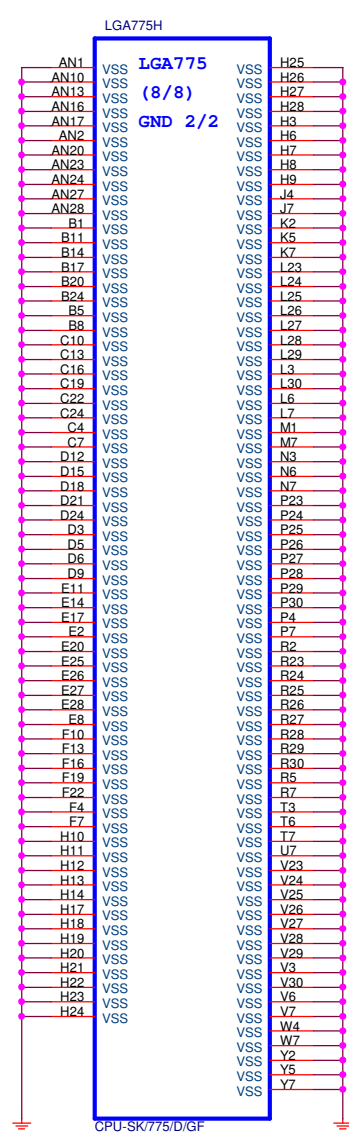 LGA775H
AN1 VSS LGA775 VSS H25
AN10 VSS VSS H26
AN13 VSS (8/8) VSS H27
AN16 VSS VSS H28
AN17 VSS GND 2/2 VSS H3
AN2 VSS VSS H6
AN20 VSS VSS H7
AN23 VSS VSS H8
AN24 VSS VSS H9
AN27 VSS VSS J4
AN28 VSS VSS J7
B1 VSS VSS K2
B11 VSS VSS K5
B14 VSS VSS K7
B17 VSS VSS L23
B20 VSS VSS L24
B24 VSS VSS L25
B5 VSS VSS L26
B8 VSS VSS L27
C10 VSS VSS L28
C13 VSS VSS L29
C16 VSS VSS L3
C19 VSS VSS L30
C22 VSS VSS L6
C24 VSS VSS L7
C4 VSS VSS M1
C7 VSS VSS M7
D12 VSS VSS N3
D15 VSS VSS N6
D18 VSS VSS N7
D21 VSS VSS P23
D24 VSS VSS P24
D3 VSS VSS P25
D5 VSS VSS P26
D6 VSS VSS P27
D9 VSS VSS P28
E11 VSS VSS P29
E14 VSS VSS P30
E17 VSS VSS P4
E2 VSS VSS P7
E20 VSS VSS R2
E25 VSS VSS R23
E26 VSS VSS R24
E27 VSS VSS R25
E28 VSS VSS R26
E8 VSS VSS R27
F10 VSS VSS R28
F13 VSS VSS R29
F16 VSS VSS R30
F19 VSS VSS R5
F22 VSS VSS R7
F4 VSS VSS T3
F7 VSS VSS T6
H10 VSS VSS T7
H11 VSS VSS U7
H12 VSS VSS V23
H13 VSS VSS V24
H14 VSS VSS V25
H17 VSS VSS V26
H18 VSS VSS V27
H19 VSS VSS V28
H20 VSS VSS V29
H21 VSS VSS V3
H22 VSS VSS V30
H23 VSS VSS V6
H24 VSS VSS V7
VSS W4
VSS W7
VSS Y2
VSS Y5
VSS Y7
CPU-SK/775/D/GF